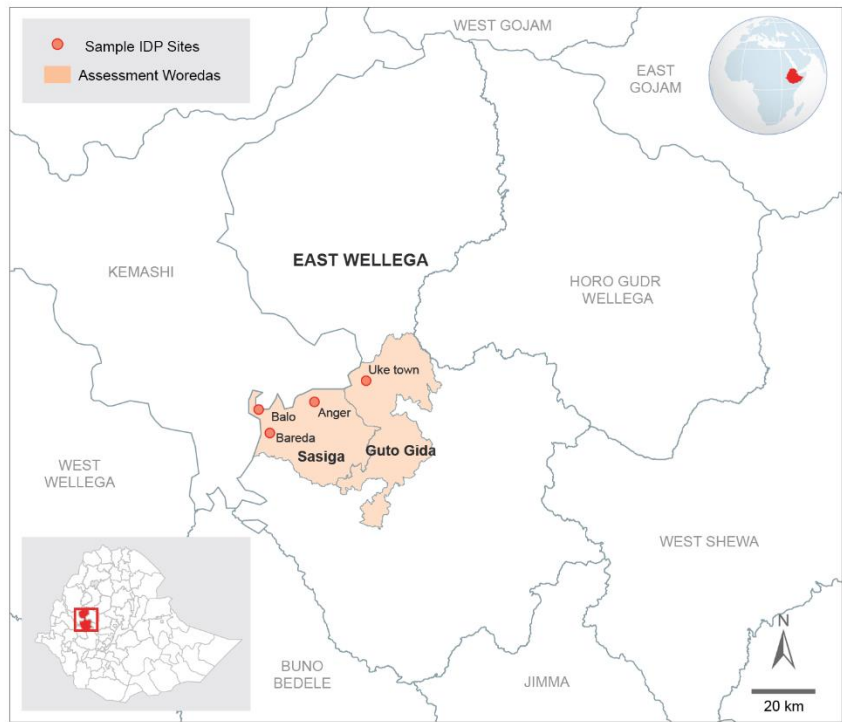 Sample IDP Sites
Assessment Woredas
WEST GOJAM
EAST
GOJAM
EAST WELLEGA
KEMASHI
HORO GUDR
WELLEGA
Uke town
Balo
Anger
Bareda
Sasiga
Guto Gida
WEST
WELLEGA
WEST SHEWA
BUNO
BEDELE
JIMMA
N
20 km